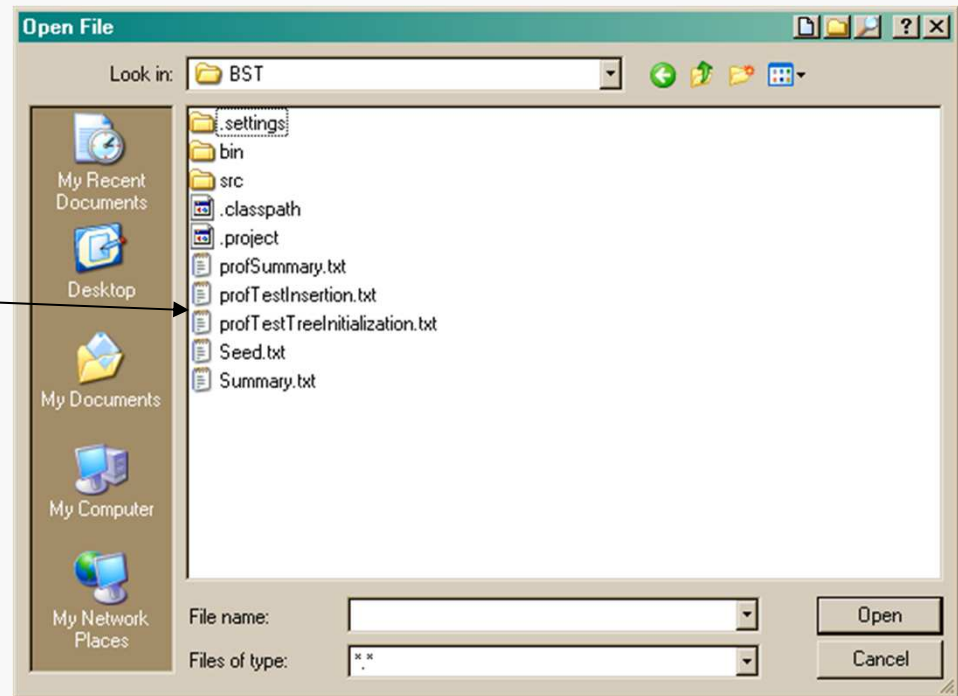 Open File
Look in: BST
My Recent
Documents
Desktop
My Documents
My Computer
My Network
Places
.settings
bin
src
.classpath
.project
profSummary.txt
profTestInsertion.txt
profTestTreeInitialization.txt
Seed.txt
Summary.txt
File name:
Open
Files of type: *.*
Cancel